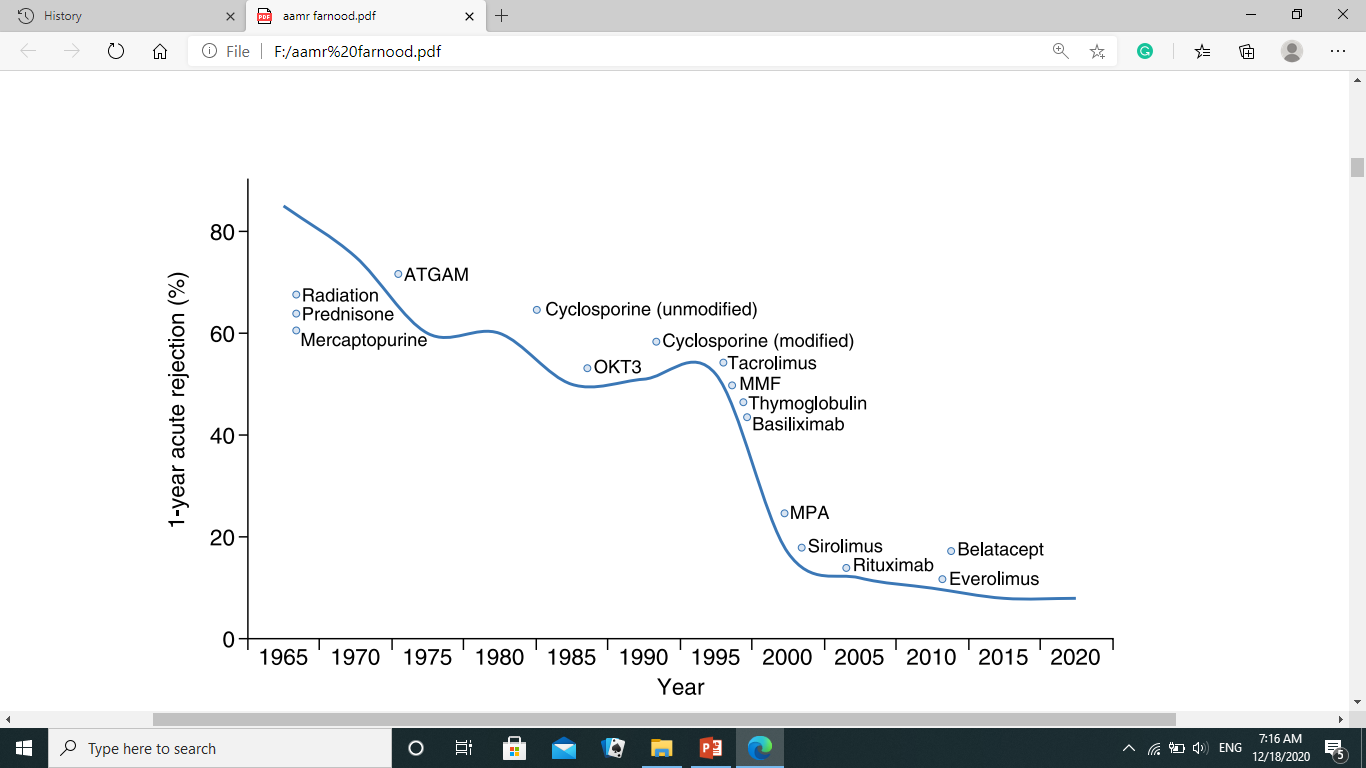 History
aamr farnood.pdf
File
F:/aamr%20farnood.pdf
1-year acute rejection (%)
80
60
40
20
0
ATGAM
Radiation
Prednisone
Mercaptopurine
Cyclosporine (unmodified)
Cyclosporine (modified)
OKT3
Tacrolimus
MMF
Thymoglobulin
Basiliximab
MPA
Sirolimus
Rituximab
Belatacept
Everolimus
1965 1970 1975 1980 1985 1990 1995 2000 2005 2010 2015 2020
Year
Type here to search
ENG
7:16 AM
12/18/2020
5